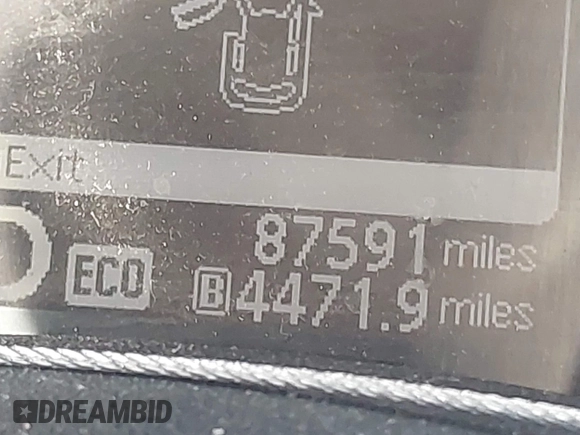 Exit
87591 miles
ECO
B 4471.9 miles
DREAMBID